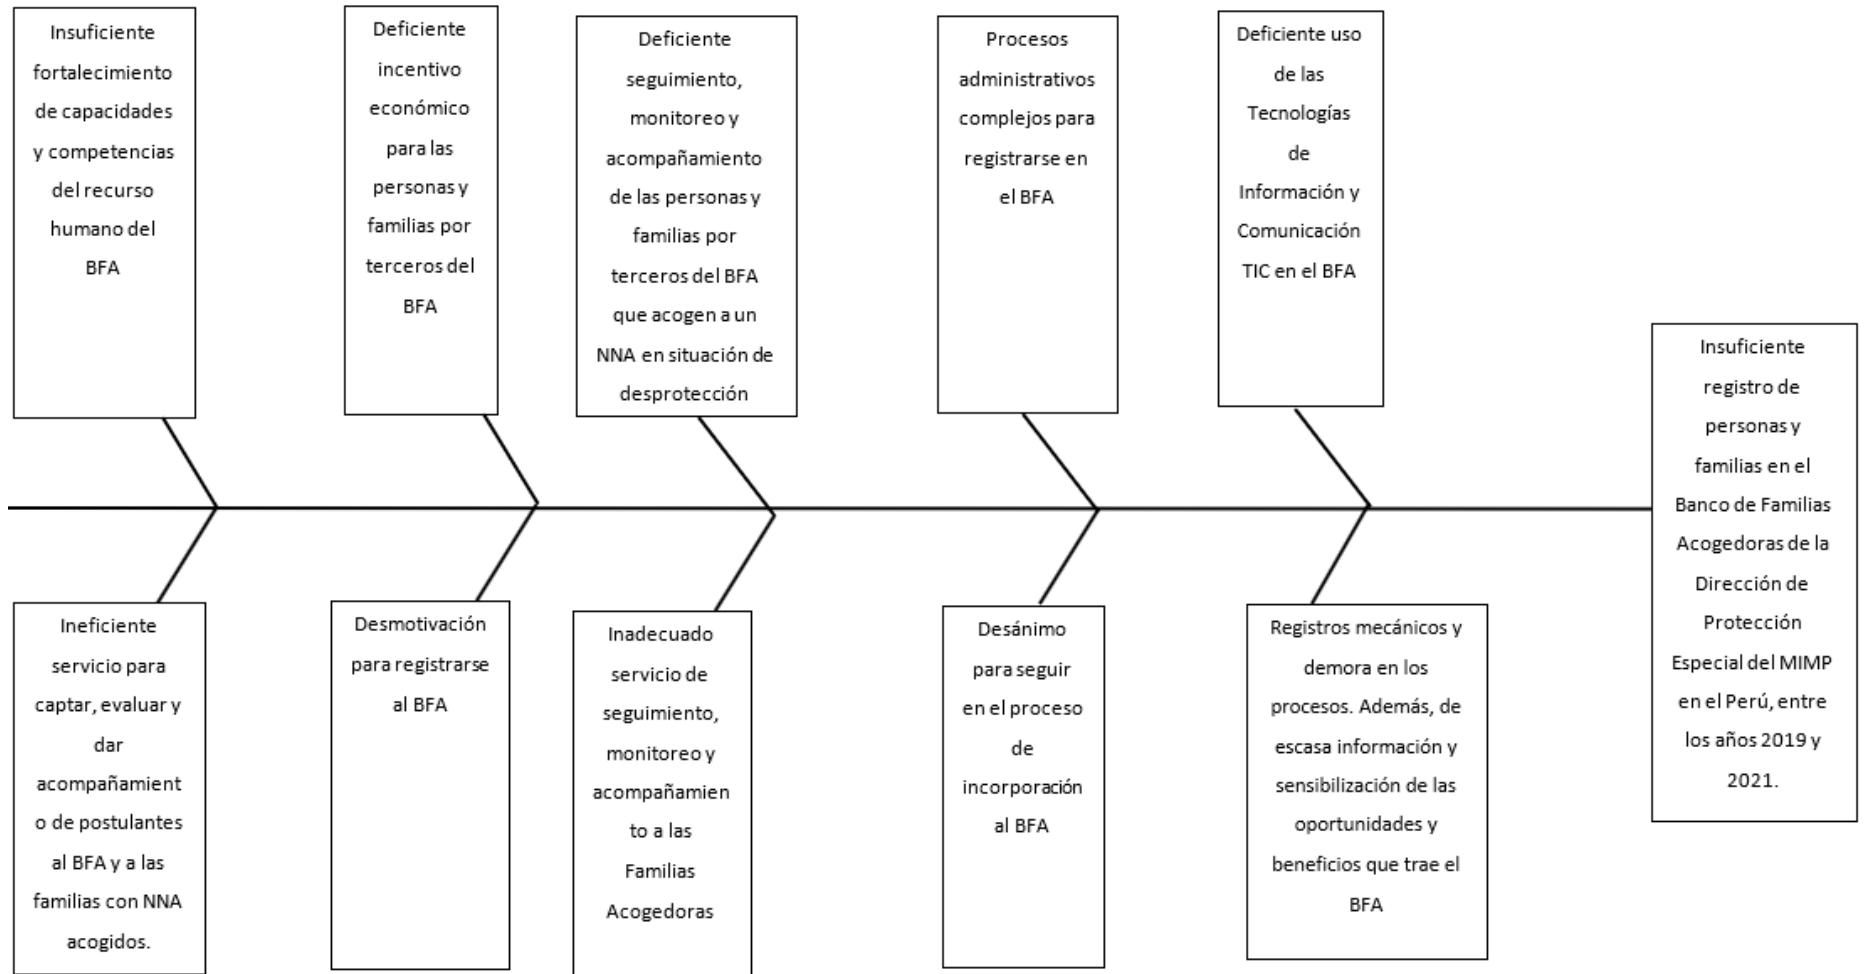 Insuficiente
fortalecimiento
de capacidades
y competencias
del recurso
humano del
BFA
Deficiente
incentivo
económico
para las
personas y
familias por
terceros del
BFA
Deficiente
seguimiento,
monitoreo y
acompañamiento
de las personas y
familias por
terceros del BFA
que acogen a un
NNA en situación de
desprotección
Procesos
administrativos
complejos para
registrarse en
el BFA
Deficiente uso
de las
Tecnologías
de
Información y
Comunicación
TIC en el BFA
Insuficiente
registro de
personas y
familias en el
Banco de Familias
Acogedoras de la
Dirección de
Protección
Especial del MIMP
en el Perú, entre
los años 2019 y
2021.
Ineficiente
servicio para
captar, evaluar y
dar
acompañamient
o de postulantes
al BFA y a las
familias con NNA
acogidos.
Desmotivación
para registrarse
al BFA
Inadecuado
servicio de
seguimiento,
monitoreo y
acompañamien
to a las
Familias
Acogedoras
Desánimo
para seguir
en el proceso
de
incorporación
al BFA
Registros mecánicos y
demora en los
procesos. Además, de
escasa información y
sensibilización de las
oportunidades y
beneficios que trae el
BFA